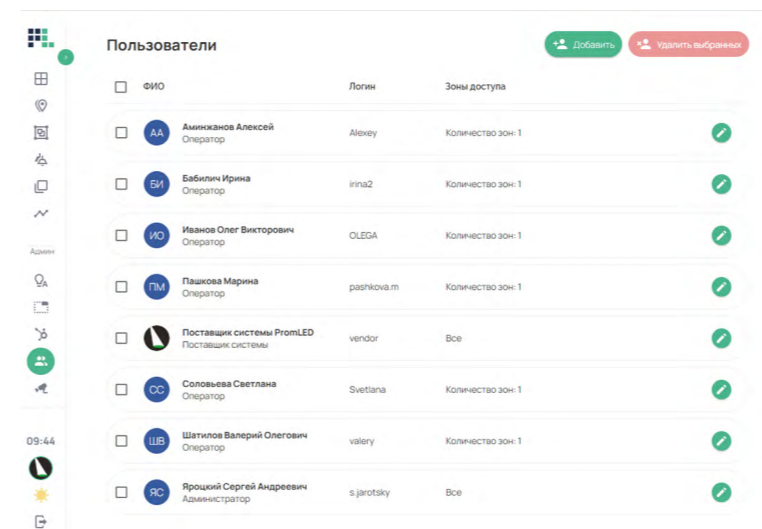 Пользователи
Добавить
Удалить выбранных
ФИО Логин Зоны доступа
АА Аминжанов Алексей Alexey Количество зон: 1
Оператор
БИ Бабилич Ирина irina2 Количество зон: 1
Оператор
ИО Иванов Олег Викторович OLEGA Количество зон: 1
Оператор
Админ
ПМ Пашкова Марина pashkova.m Количество зон: 1
Оператор
Поставщик системы PromLED vendor Все
Поставщик системы
СС Соловьева Светлана Svetlana Количество зон: 1
Оператор
09:44
ШВ Шатилов Валерий Олегович valery Количество зон: 1
Оператор
ЯС Яроцкий Сергей Андреевич s.jarotsky Все
Администратор